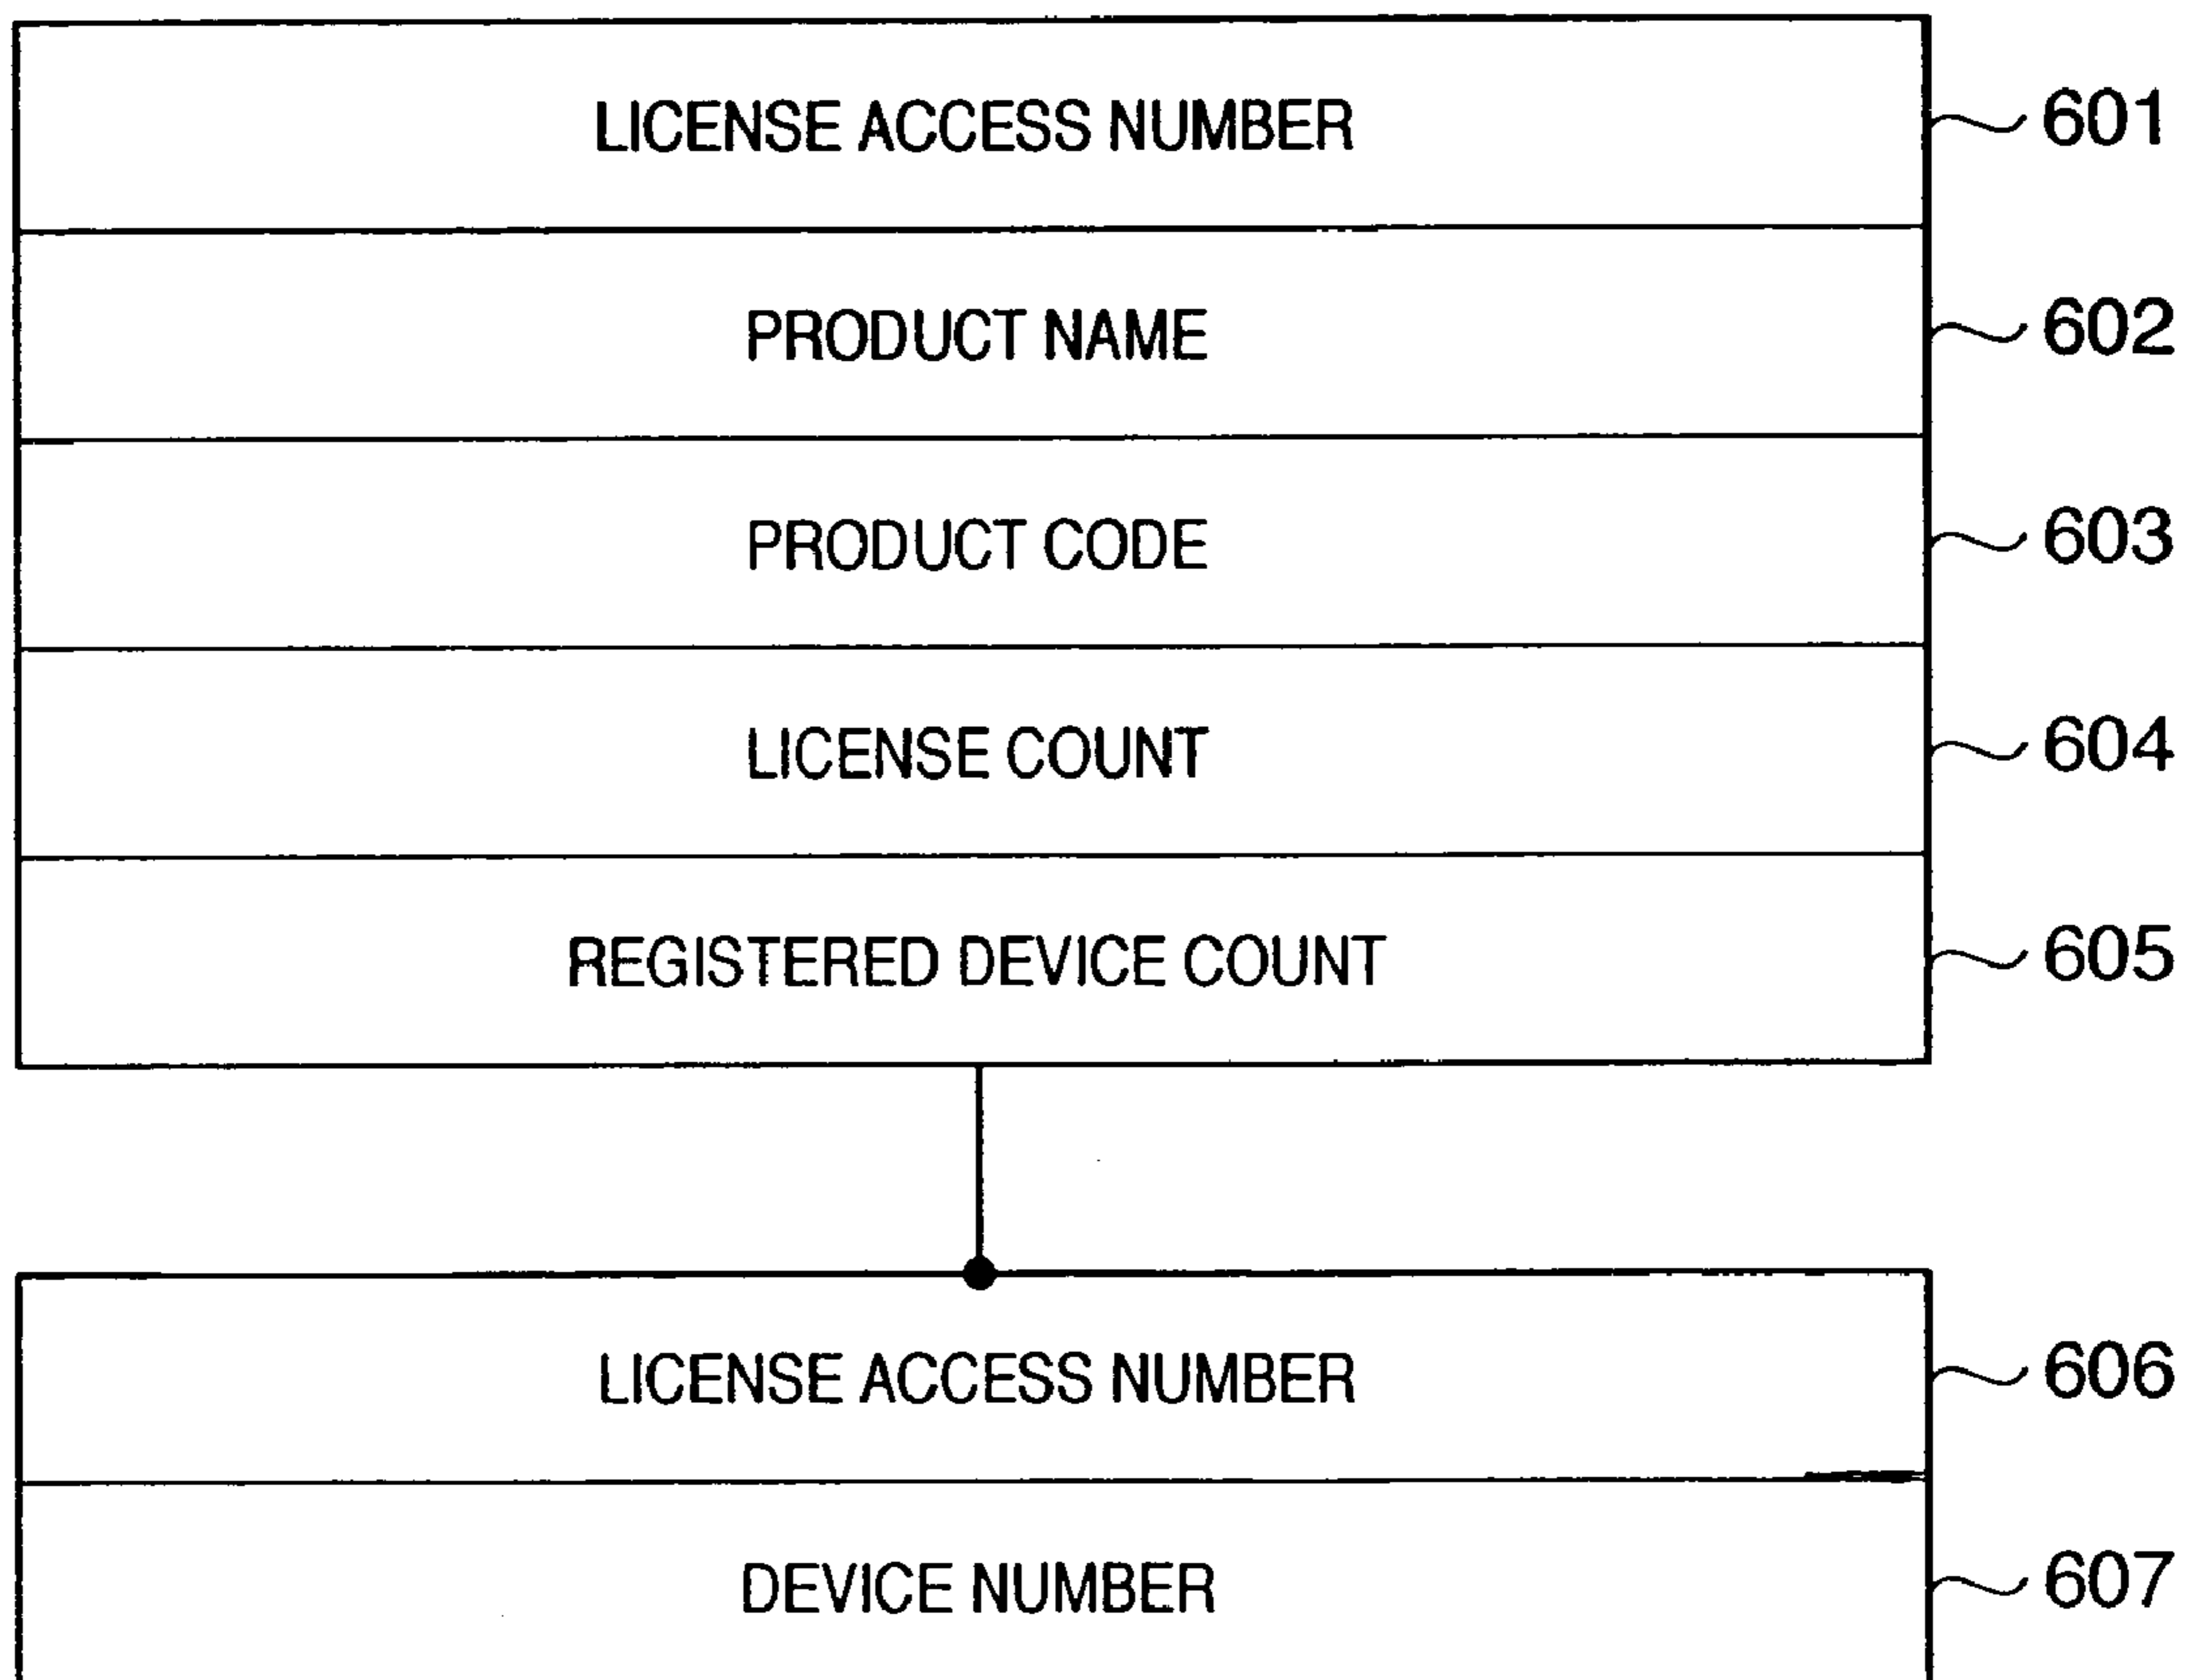 LICENSE ACCESS NUMBER 601
PRODUCT NAME 602
PRODUCT CODE 603
LICENSE COUNT 604
REGISTERED DEVICE COUNT 605
LICENSE ACCESS NUMBER 606
DEVICE NUMBER 607